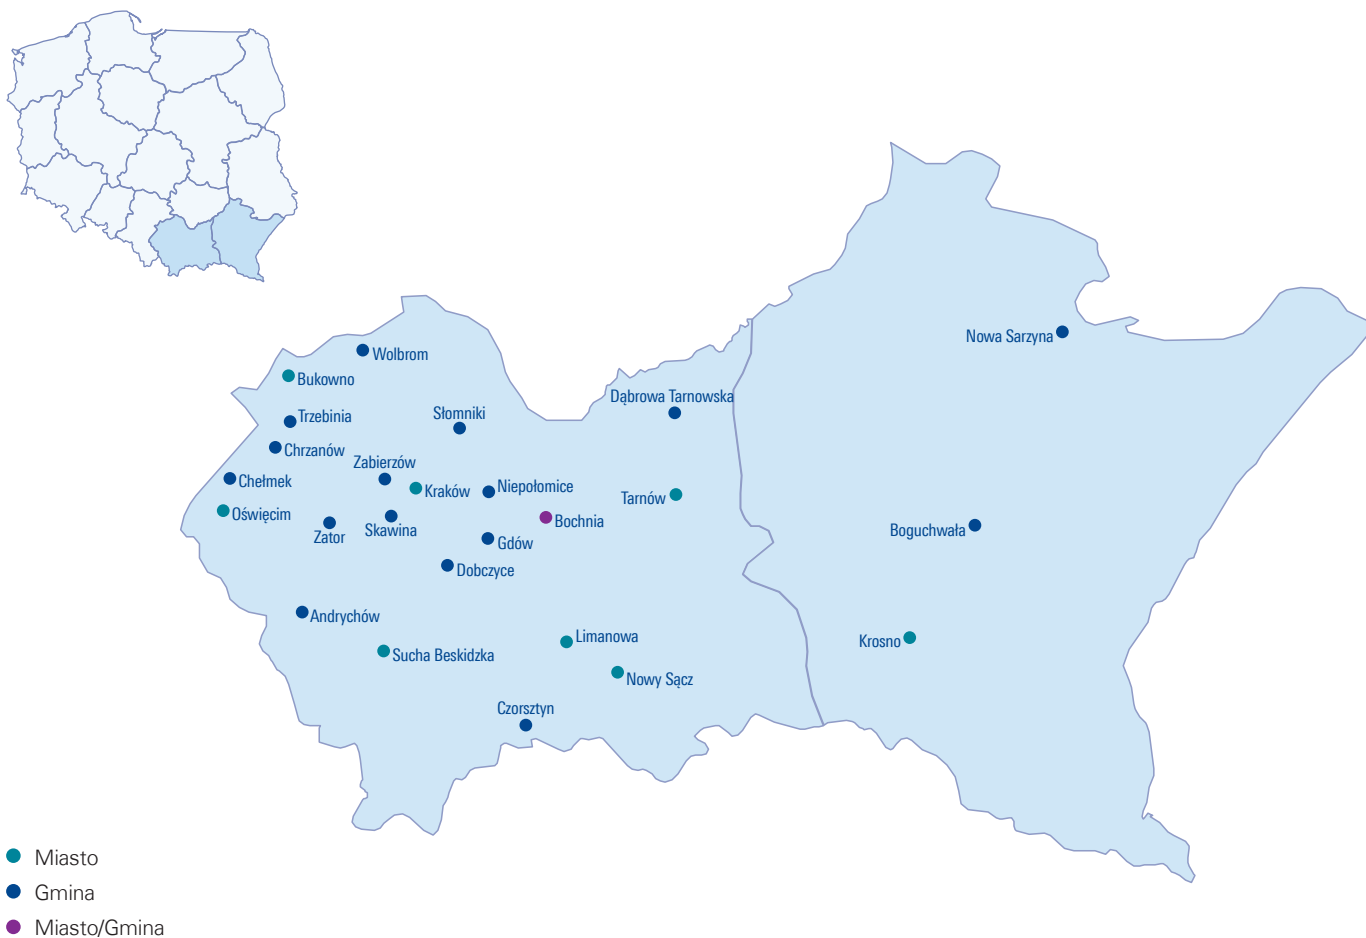 Nowa Sarzyna
Wolbrom
Bukowno
Dąbrowa Tarnowska
Trzebinia
Słomniki
Chrzanów
Zabierzów
Chełmek
Kraków
Niepołomice
Tarnów
Oświęcim
Zator
Skawina
Bochnia
Boguchwała
Gdów
Dobczyce
Andrychów
Limanowa
Krosno
Sucha Beskidzka
Nowy Sącz
Czorsztyn
Miasto
Gmina
Miasto/Gmina